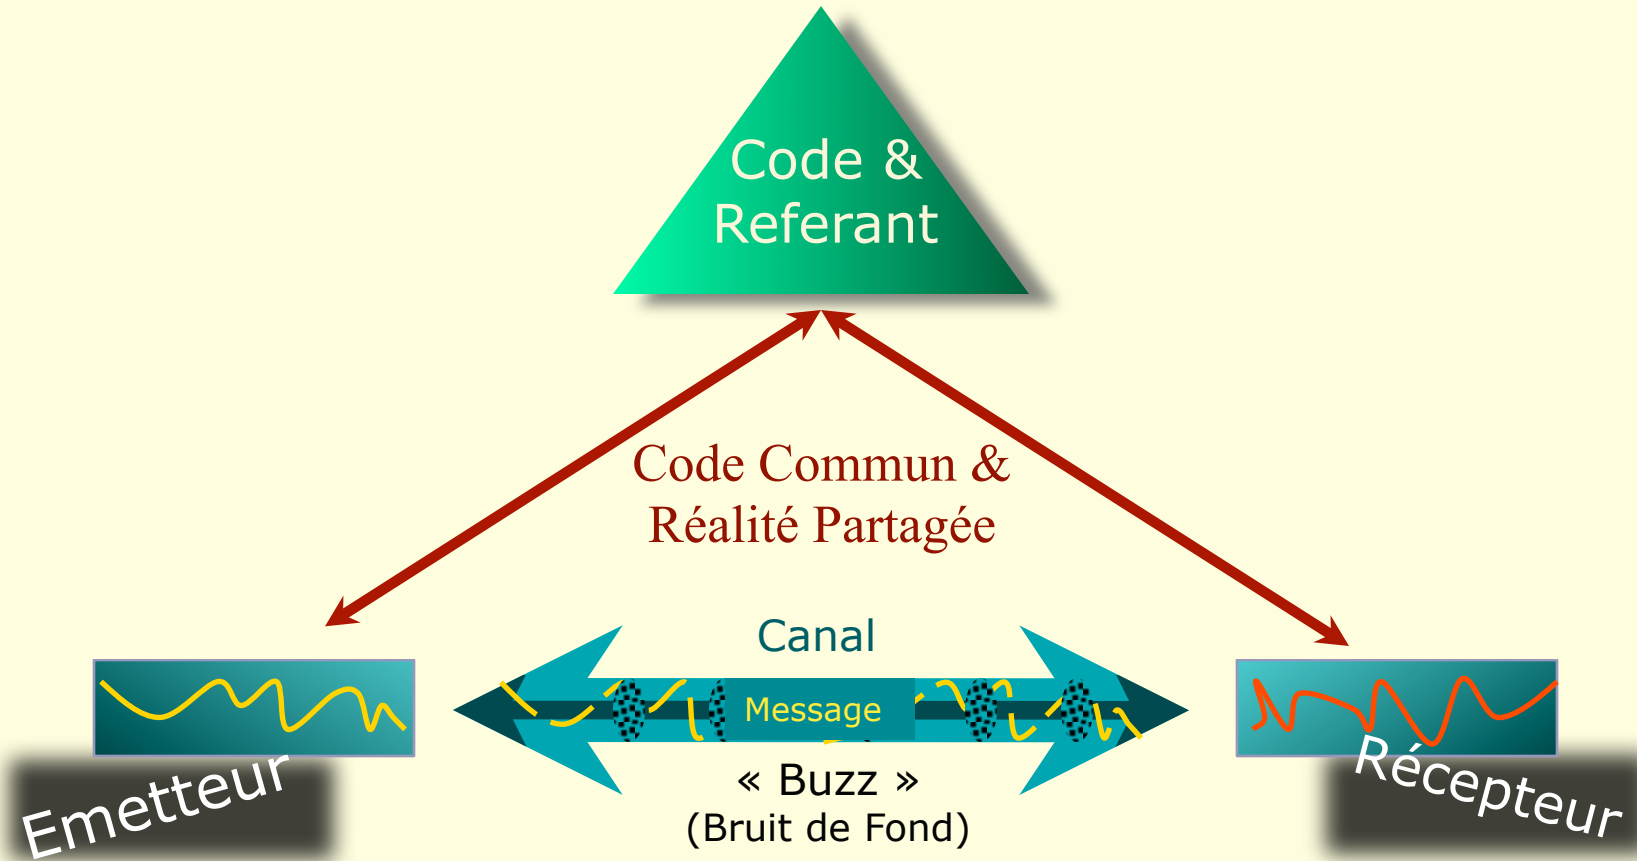 Code &
Referant
Code Commun &
Réalité Partagée
Canal
Message
« Buzz »
(Bruit de Fond)
Emetteur
Récepteur